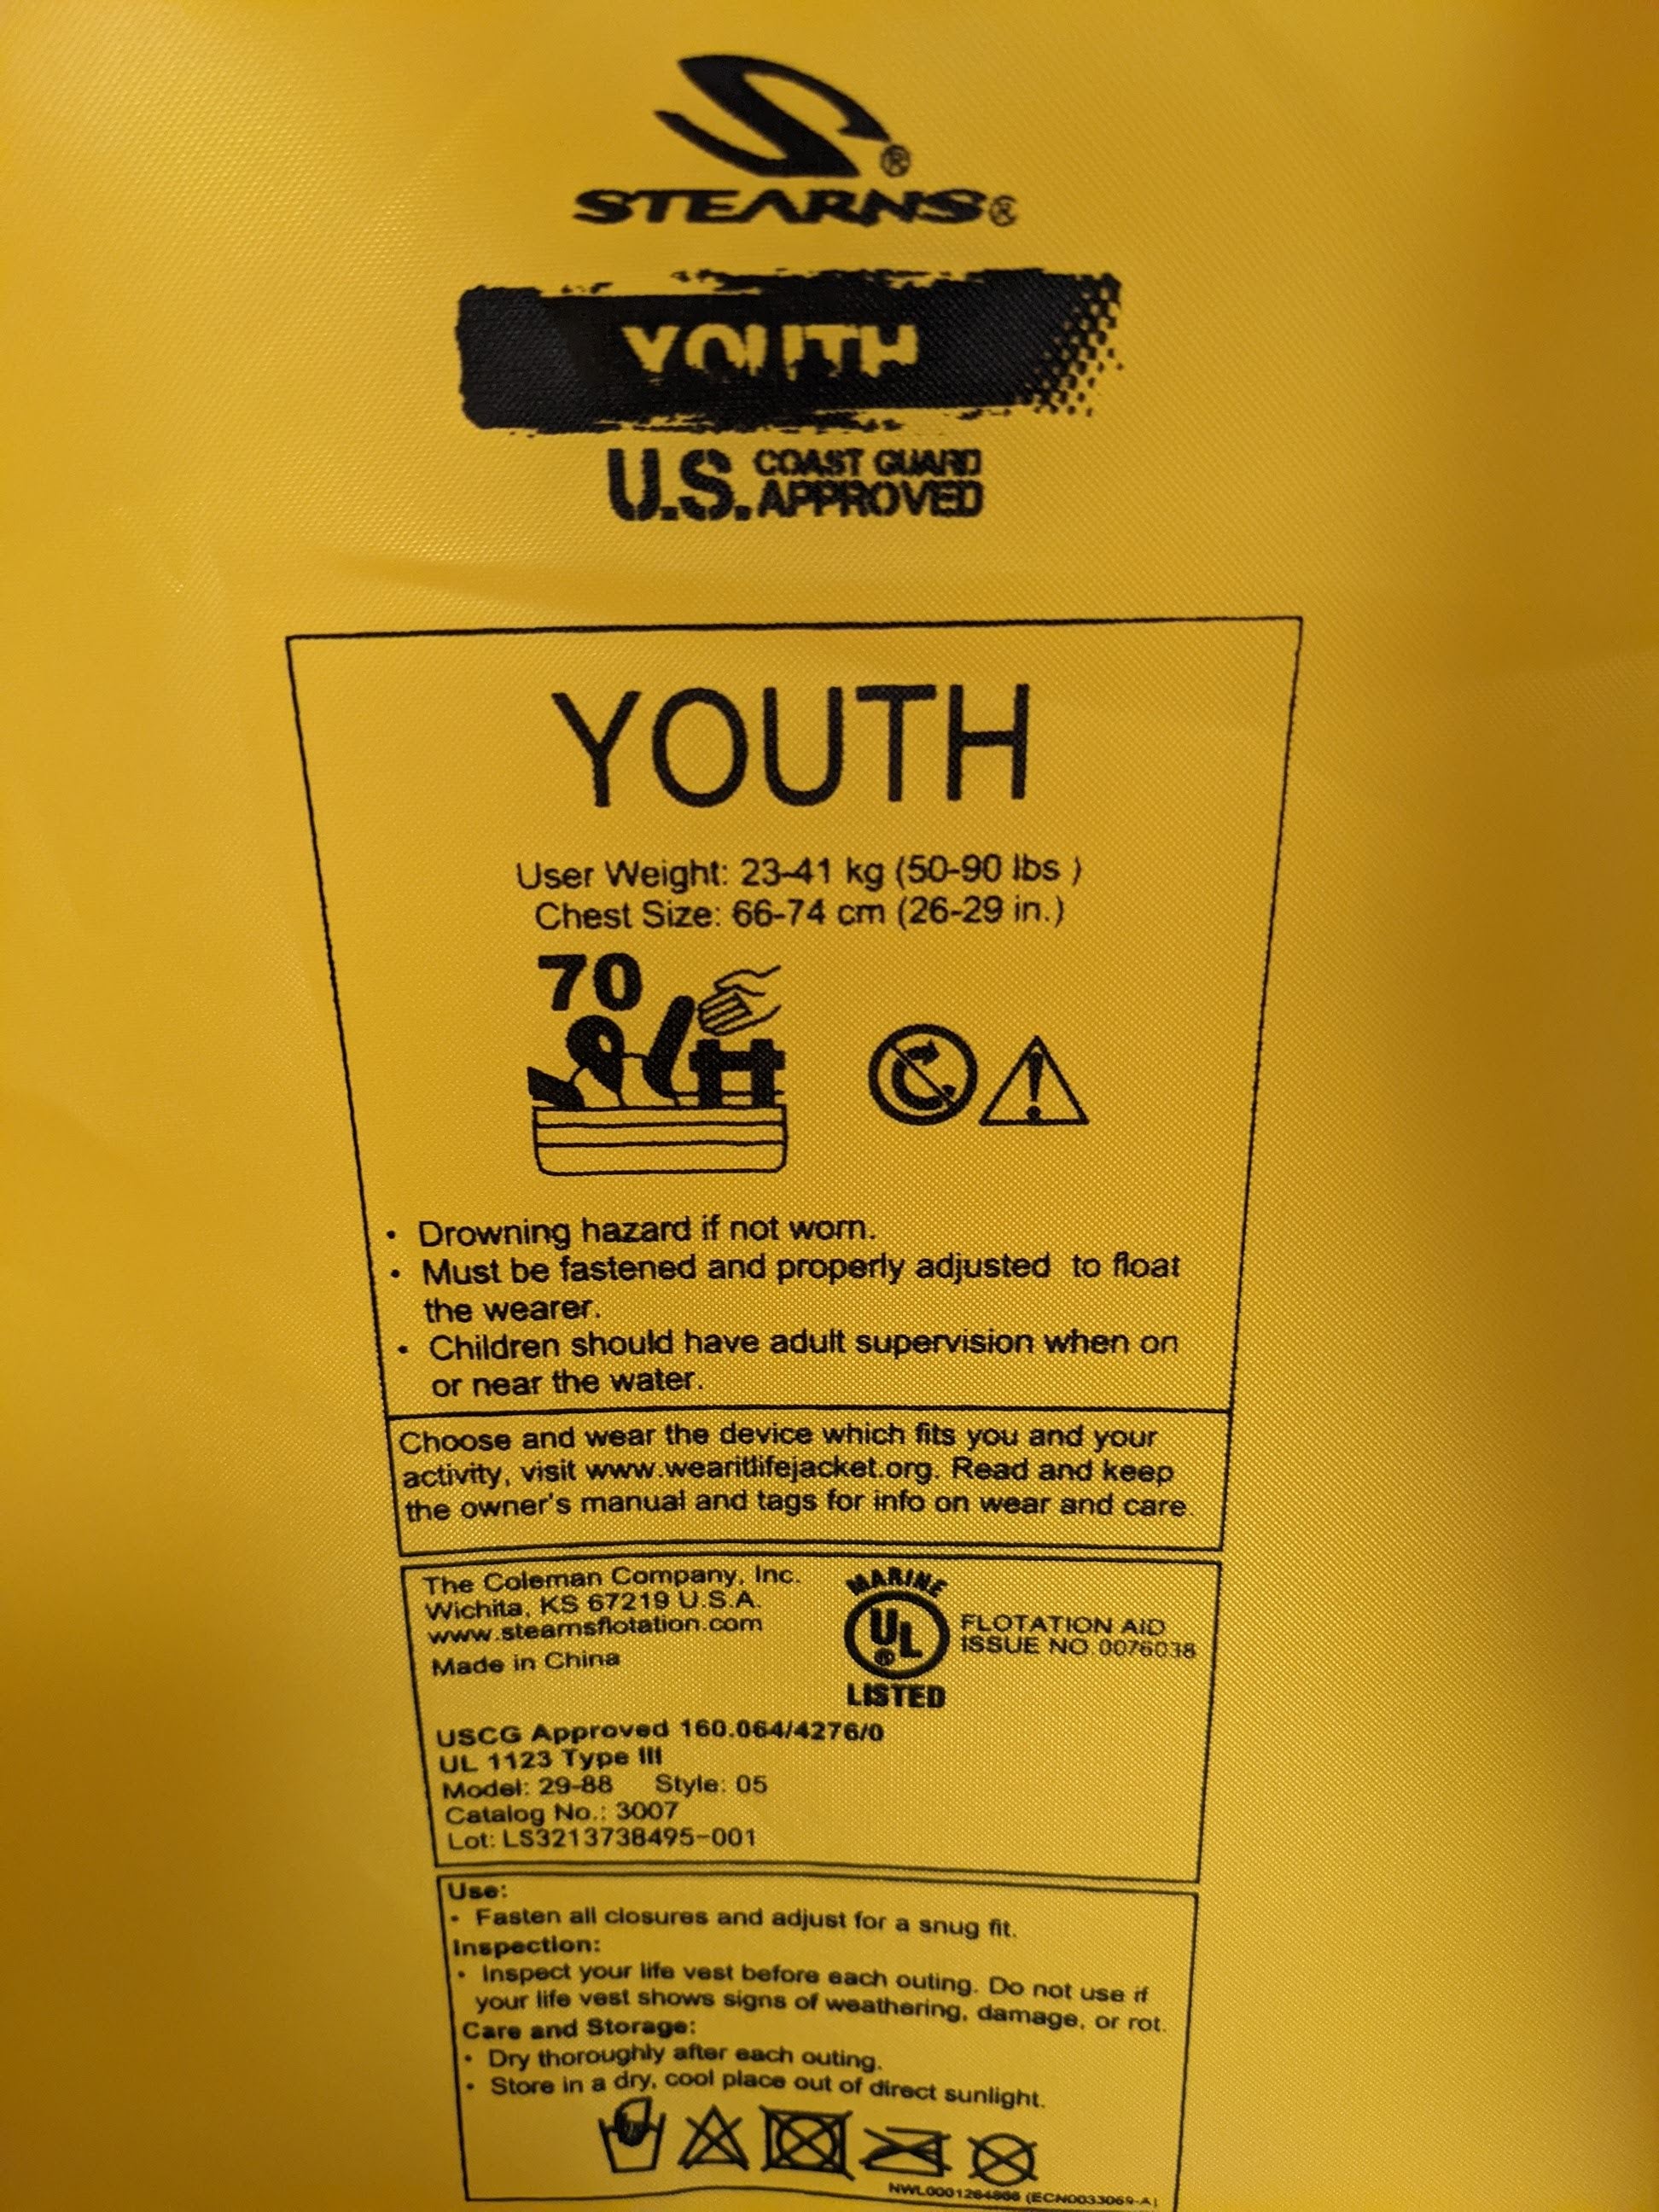 STEARNS®
YOUTH
U.S. COAST GUARD
APPROVED
YOUTH
User Weight: 23-41 kg (50-90 lbs )
Chest Size: 66-74 cm (26-29 in.)
70
• Drowning hazard if not worn.
• Must be fastened and properly adjusted to float
the wearer.
• Children should have adult supervision when on
or near the water.
Choose and wear the device which fits you and your
activity, visit www.wearitlifejacket.org. Read and keep
the owner's manual and tags for info on wear and care.
The Coleman Company, Inc.
Wichita, KS 67219 U.S.A.
www.stearnsflotation.com
Made in China
MARINE
UL®
LISTED
FLOTATION AID
ISSUE NO 0076038
USCG Approved 160.064/4276/0
UL 1123 Type III
Model: 29-88 Style: 05
Catalog No.: 3007
Lot: LS3213738495-001
Use:
• Fasten all closures and adjust for a snug fit.
Inspection:
• Inspect your life vest before each outing. Do not use if
your life vest shows signs of weathering, damage, or rot.
Care and Storage:
• Dry thoroughly after each outing.
• Store in a dry, cool place out of direct sunlight.
(ECN0033069-A)